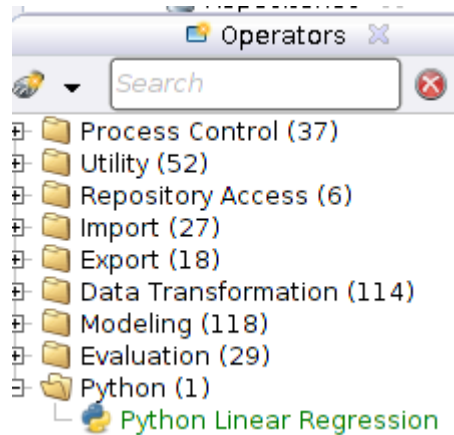 Operators
Search
Process Control (37)
Utility (52)
Repository Access (6)
Import (27)
Export (18)
Data Transformation (114)
Modeling (118)
Evaluation (29)
Python (1)
Python Linear Regression